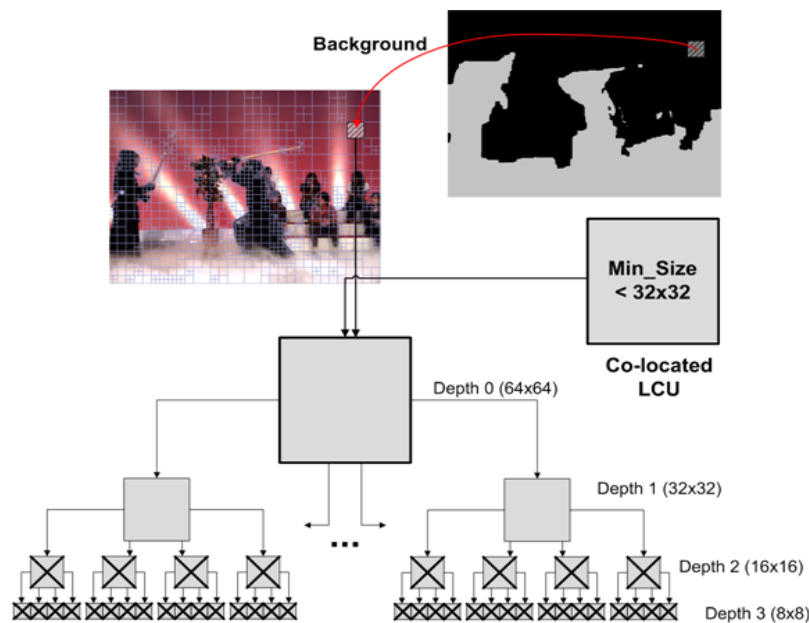 Background
Min_Size
< 32x32
Co-located
LCU
Depth 0 (64x64)
Depth 1 (32x32)
...
Depth 2 (16x16)
Depth 3 (8x8)